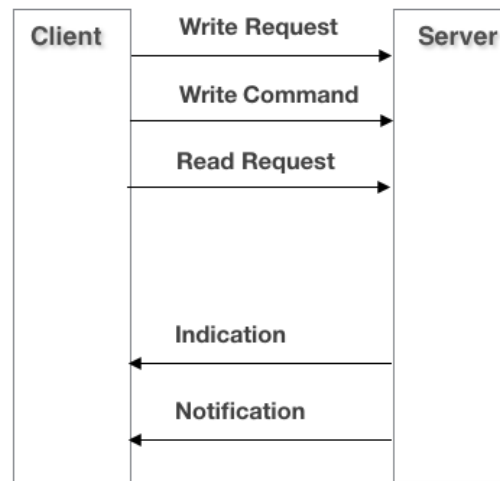 Client
Write Request
Server
Write Command
Read Request
Indication
Notification